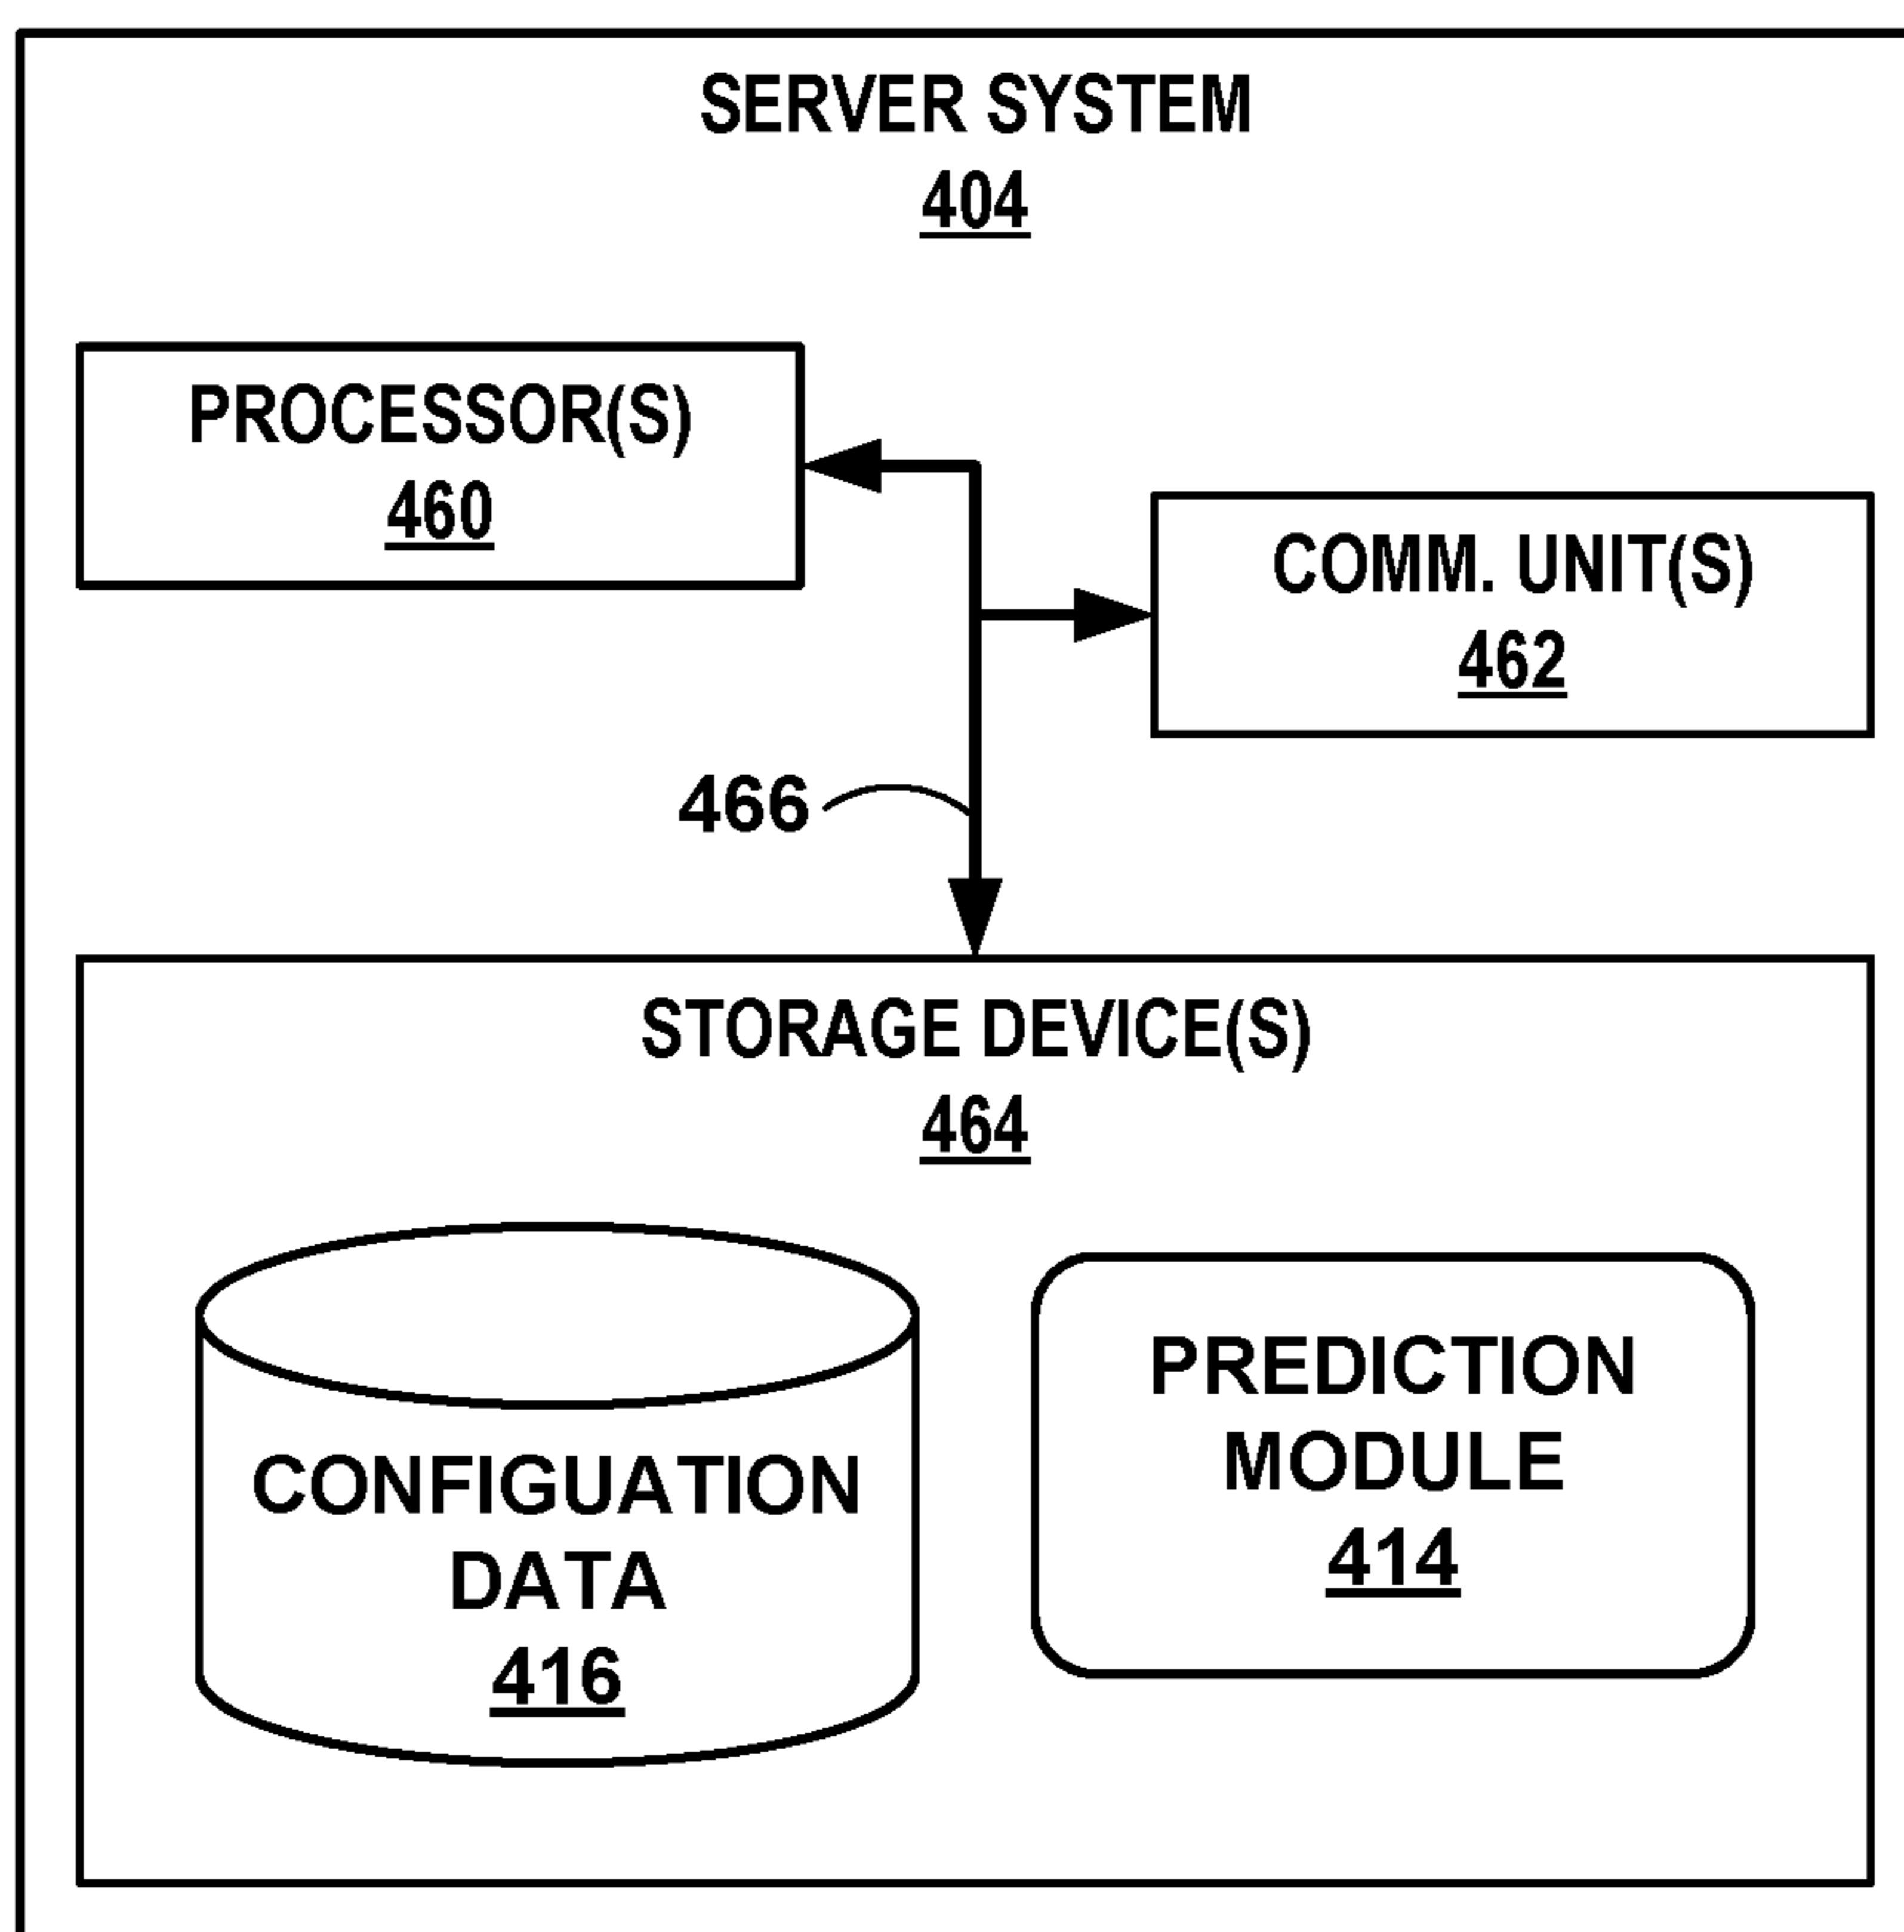 SERVER SYSTEM
404
PROCESSOR(S)
460
COMM. UNIT(S)
462
466
STORAGE DEVICE(S)
464
CONFIGUATION
DATA
416
PREDICTION
MODULE
414